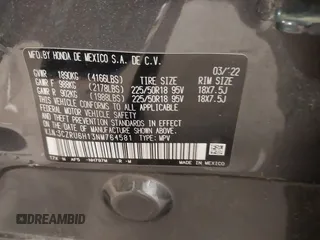 MFD.BY HONDA DE MEXICO S.A. DE C.V.
03/'22
GVWR 1890KG (4166LBS) TIRE SIZE RIM SIZE
GAWR F 988KG (2178LBS) 225/50R18 95V 18X7.5J
GAWR R 902KG (1988LBS) 225/50R18 95V 18X7.5J
THIS VEHICLE CONFORMS TO ALL APPLICABLE
FEDERAL MOTOR VEHICLE SAFETY
THEFT PREVENTION STANDARDS IN EFFECT ON THE
DATE OF MANUFACTURE SHOWN ABOVE.
V.I.N. 3CZRU6H13NM764581 TYPE: MPV
MADE IN MEXICO
AUTOBIDMASTER